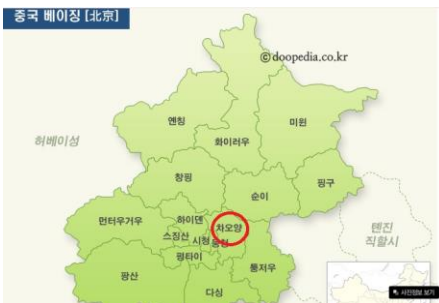 중국 베이징 [北京]
ⓒdoopedia.co.kr
옌칭
화이러우
미윈
허베이성
창핑
순이
핑구
먼터우거우
하이뎬
차오양
스징산
시청
둥청
톈진
직할시
펑타이
팡산
퉁저우
다싱
사진정보 보기